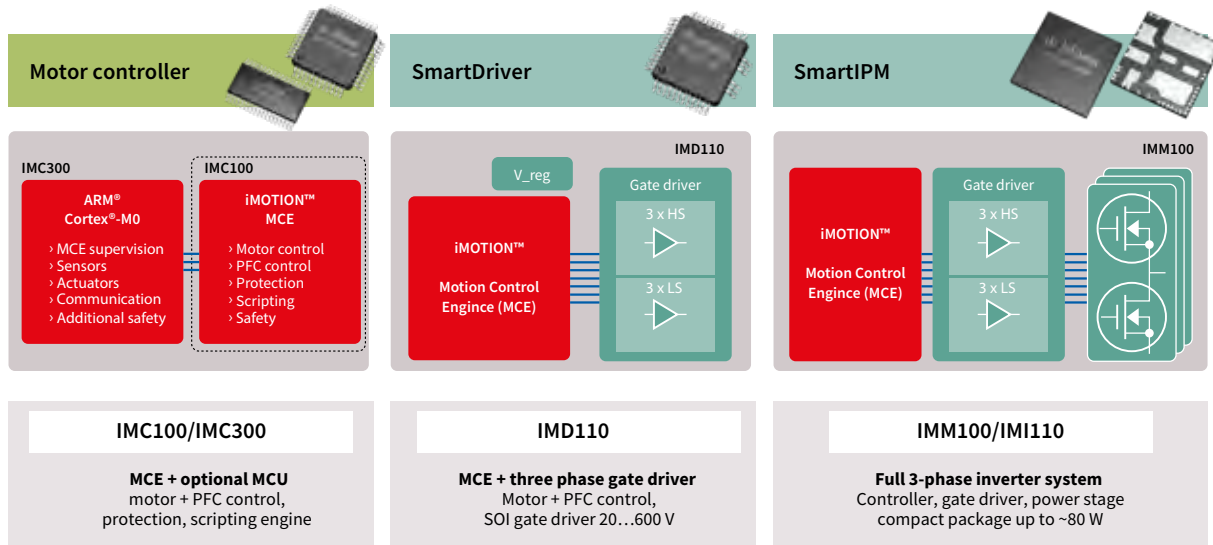 Motor controller
SmartDriver
SmartIPM
IMC300
IMC100
ARM®
Cortex®-M0
› MCE supervision
› Sensors
› Actuators
› Communication
› Additional safety
iMOTION™
MCE
› Motor control
› PFC control
› Protection
› Scripting
› Safety
IMD110
V_reg
iMOTION™
Motion Control
Engince (MCE)
Gate driver
3 x HS
3 x LS
IMM100
iMOTION™
Motion Control
Engince (MCE)
Gate driver
3 x HS
3 x LS
IMC100/IMC300
MCE + optional MCU
motor + PFC control,
protection, scripting engine
IMD110
MCE + three phase gate driver
Motor + PFC control,
SOI gate driver 20…600 V
IMM100/IMI110
Full 3-phase inverter system
Controller, gate driver, power stage
compact package up to ~80 W